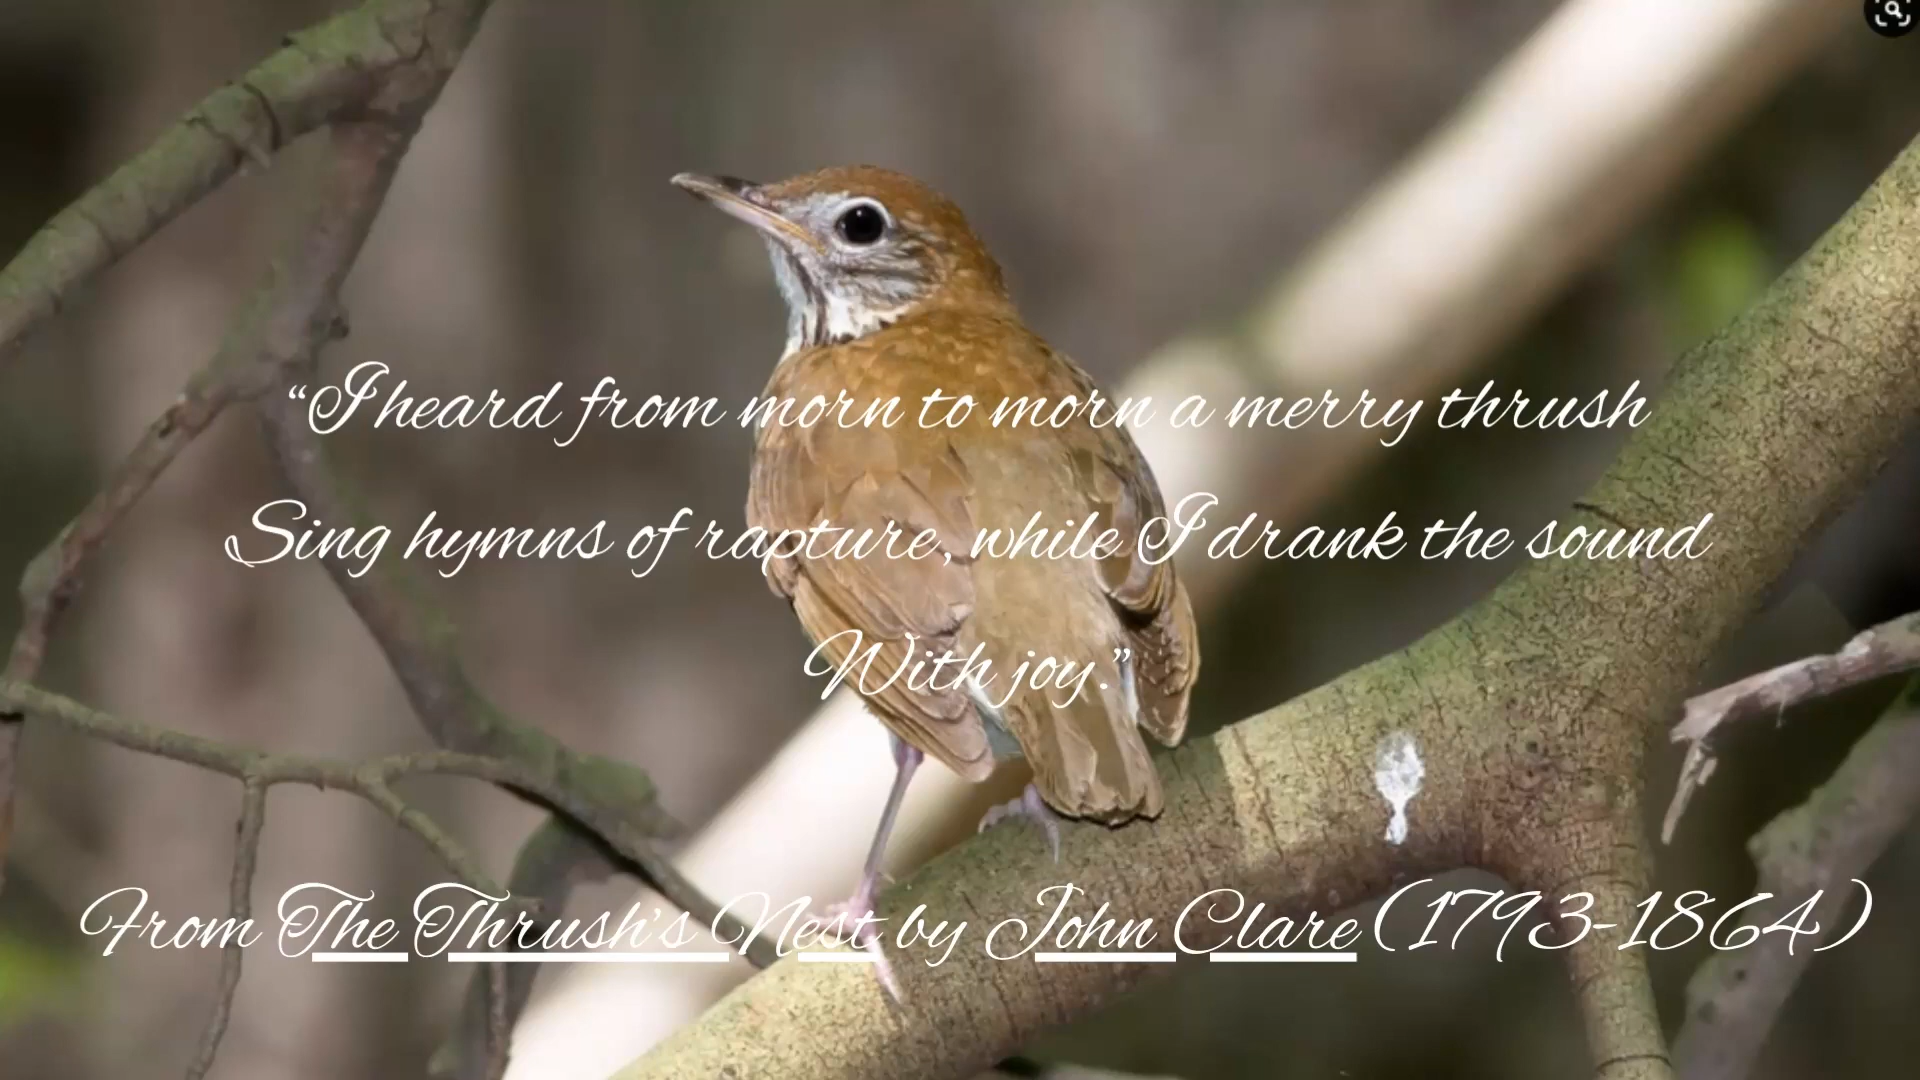 “I heard from morn to morn a merry thrush
Sing hymns of rapture, while I drank the sound
With joy.”
From The Thrush’s Nest by John Clare (1793-1864)